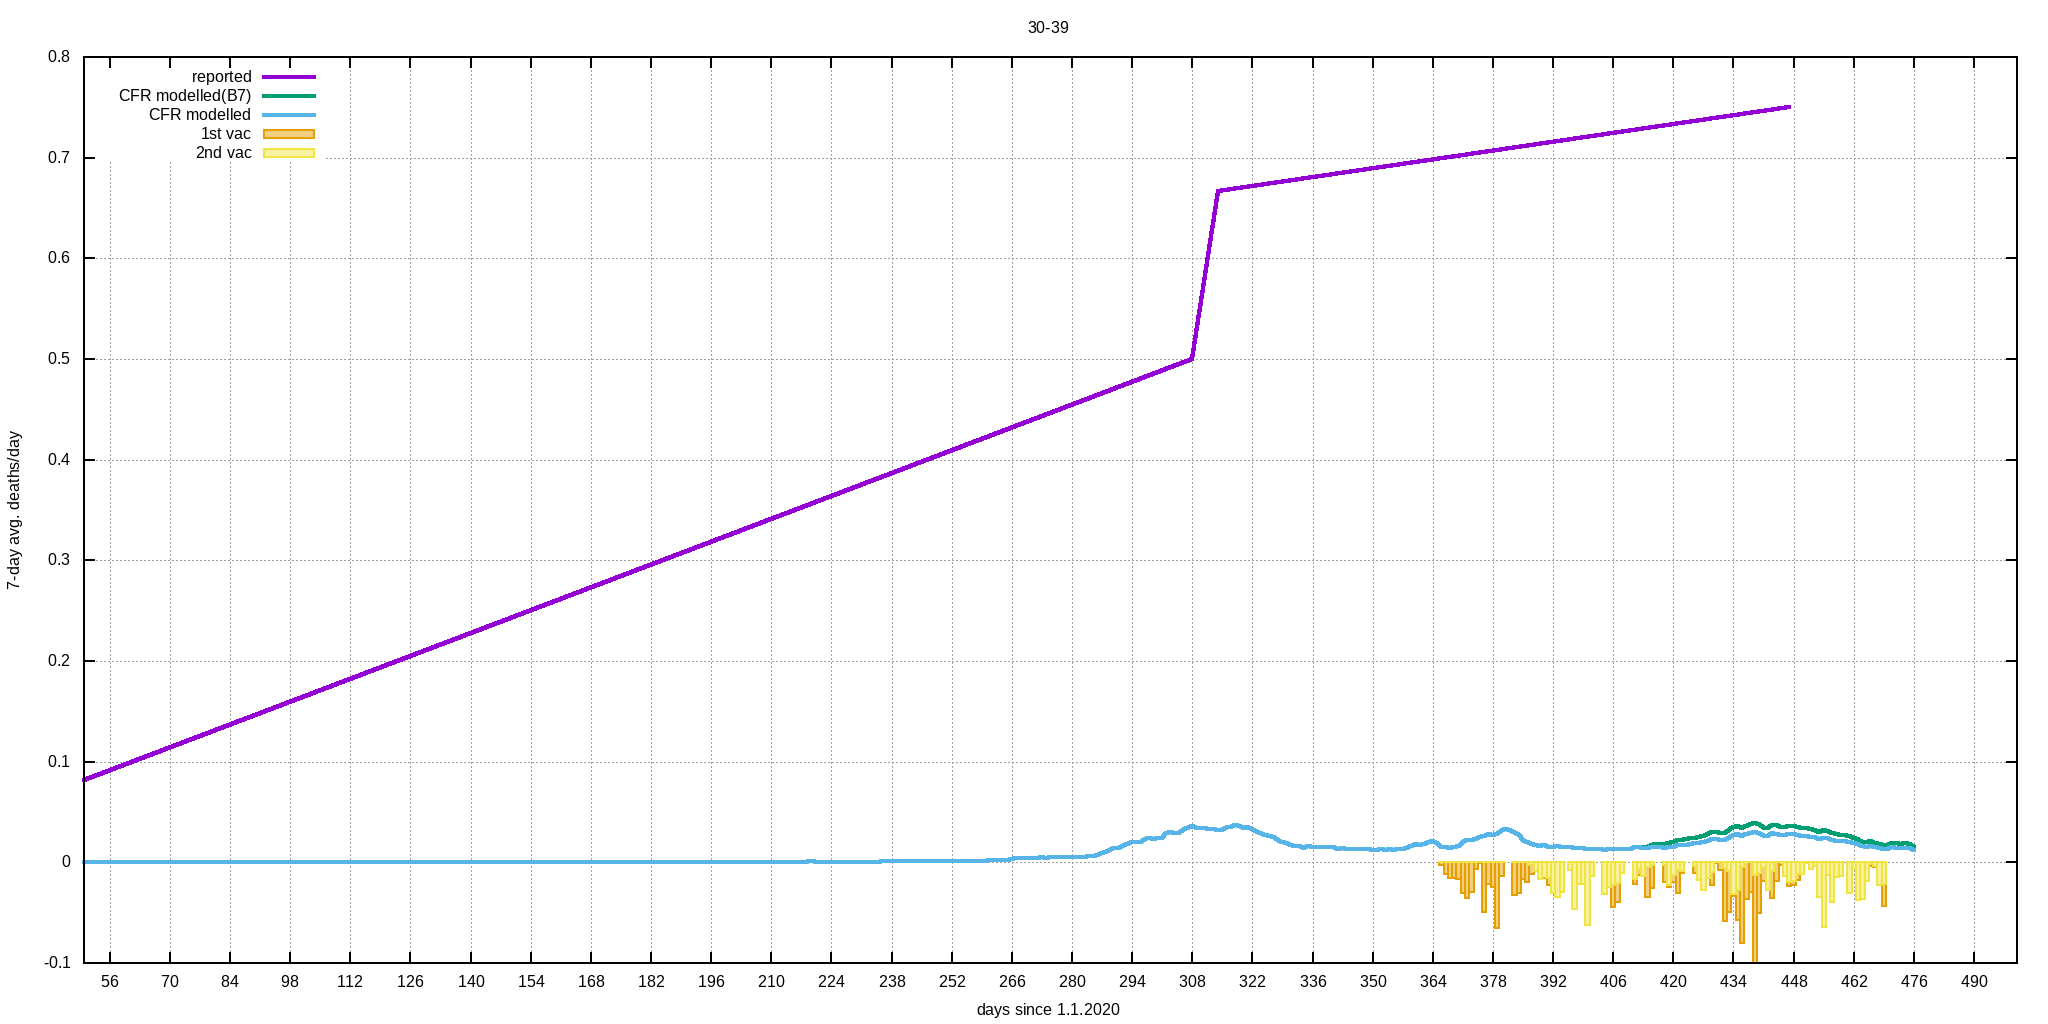 30-39
0.8
0.7
0.6
0.5
0.4
0.3
0.2
0.1
0
-0.1
7-day avg. deaths/day
reported
CFR modelled(B7)
CFR modelled
1st vac
2nd vac
56 70 84 98 112 126 140 154 168 182 196 210 224 238 252 266 280 294 308 322 336 350 364 378 392 406 420 434 448 462 476 490
days since 1.1.2020